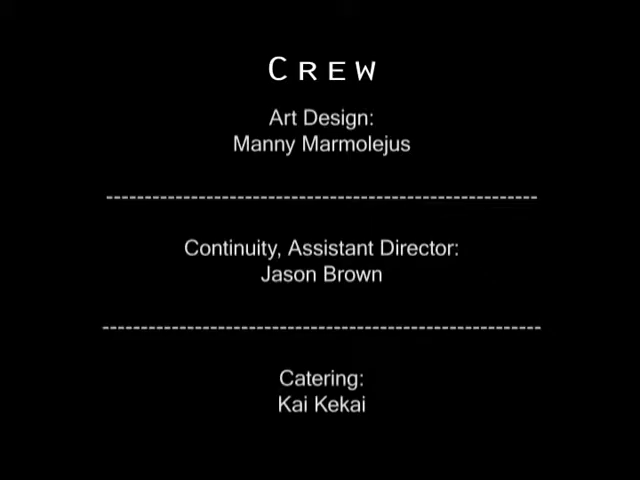 CREW
Art Design:
Manny Marmolejus
--------------------------------------------------------
Continuity, Assistant Director:
Jason Brown
---------------------------------------------------------
Catering:
Kai Kekai